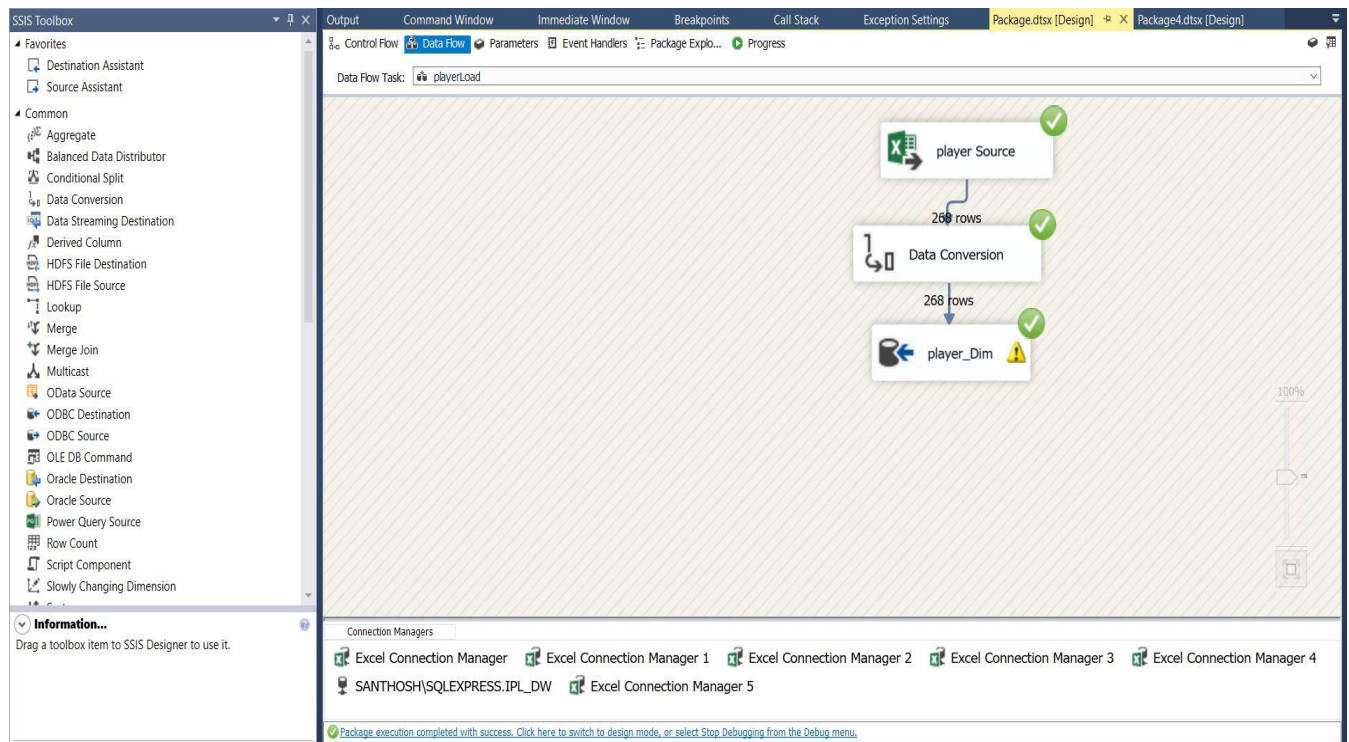 SSIS Toolbox
Favorites
Destination Assistant
Source Assistant
Common
Aggregate
Balanced Data Distributor
Conditional Split
Data Conversion
Data Streaming Destination
Derived Column
HDFS File Destination
HDFS File Source
Lookup
Merge
Merge Join
Multicast
OData Source
ODBC Destination
ODBC Source
OLE DB Command
Oracle Destination
Oracle Source
Power Query Source
Row Count
Script Component
Slowly Changing Dimension
Information...
Drag a toolbox item to SSIS Designer to use it.
Output Command Window Immediate Window Breakpoints Call Stack Exception Settings Package.dtsx [Design] Package4.dtsx [Design]
Control Flow Data Flow Parameters Event Handlers Package Explo... Progress
Data Flow Task: playerLoad
player Source
268 rows
Data Conversion
268 rows
player_Dim
100%
Connection Managers
Excel Connection Manager Excel Connection Manager 1 Excel Connection Manager 2 Excel Connection Manager 3 Excel Connection Manager 4
SANTHOSH\SQLEXPRESS.IPL_DW Excel Connection Manager 5
Package execution completed with success. Click here to switch to design mode, or select Stop Debugging from the Debug menu.